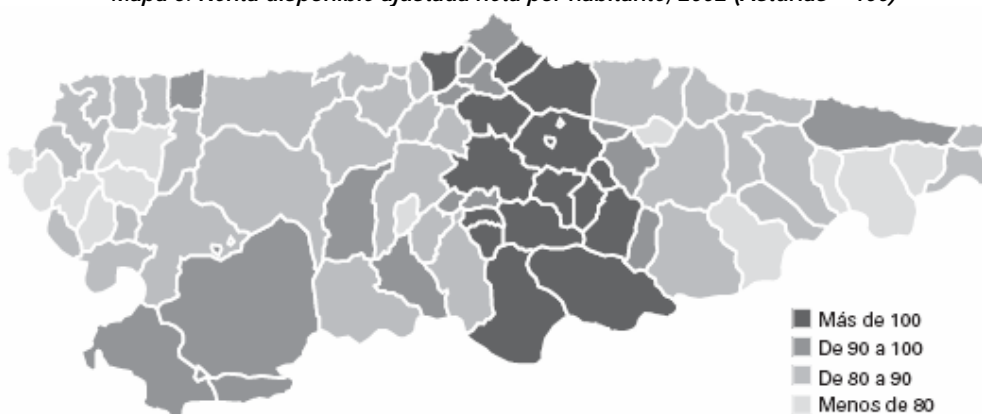 Mapa 3. Renta disponible ajustada neta por habitante, 2002 (Asturias = 100)
Más de 100
De 90 a 100
De 80 a 90
Menos de 80